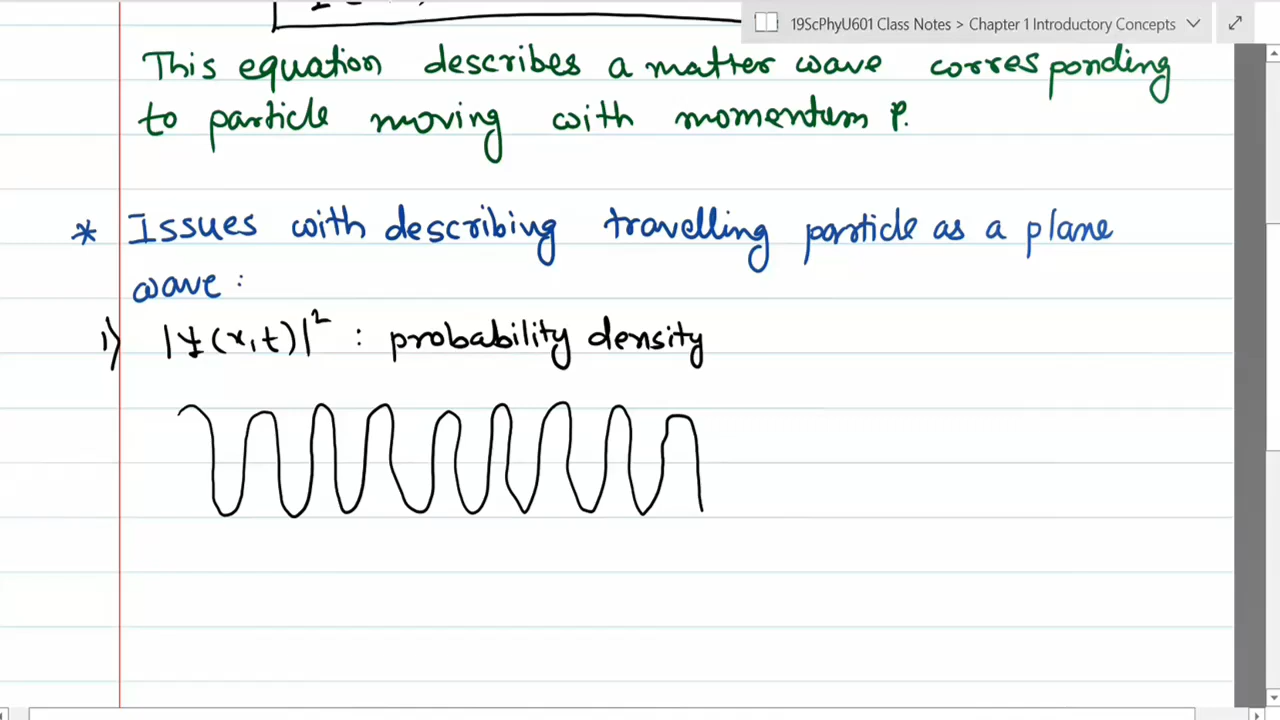 19ScPhyU601 Class Notes > Chapter 1 Introductory Concepts
This equation describes a matter wave corresponding
to particle moving with momentum p.
* Issues with describing travelling particle as a plane
wave :
1) |Ψ(x,t)|² : probability density